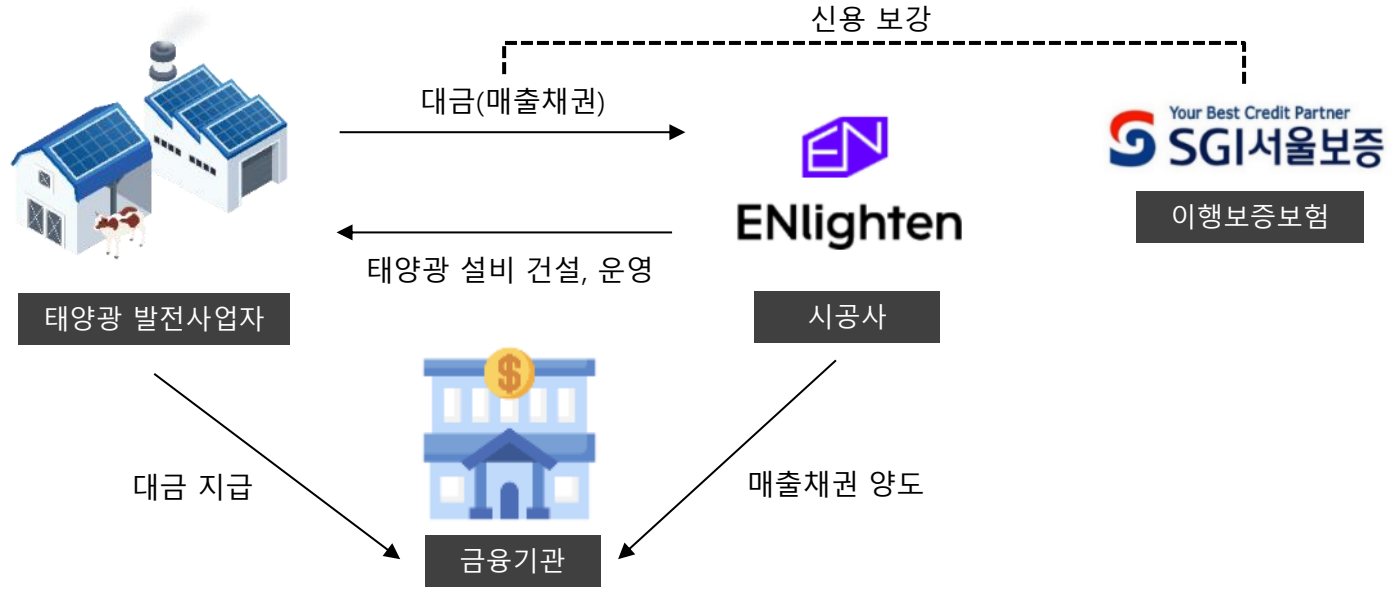 신용 보강
대금(매출채권)
EN
ENlighten
Your Best Credit Partner
SGI서울보증
이행보증보험
태양광 설비 건설, 운영
태양광 발전사업자
시공사
$
대금 지급
매출채권 양도
금융기관